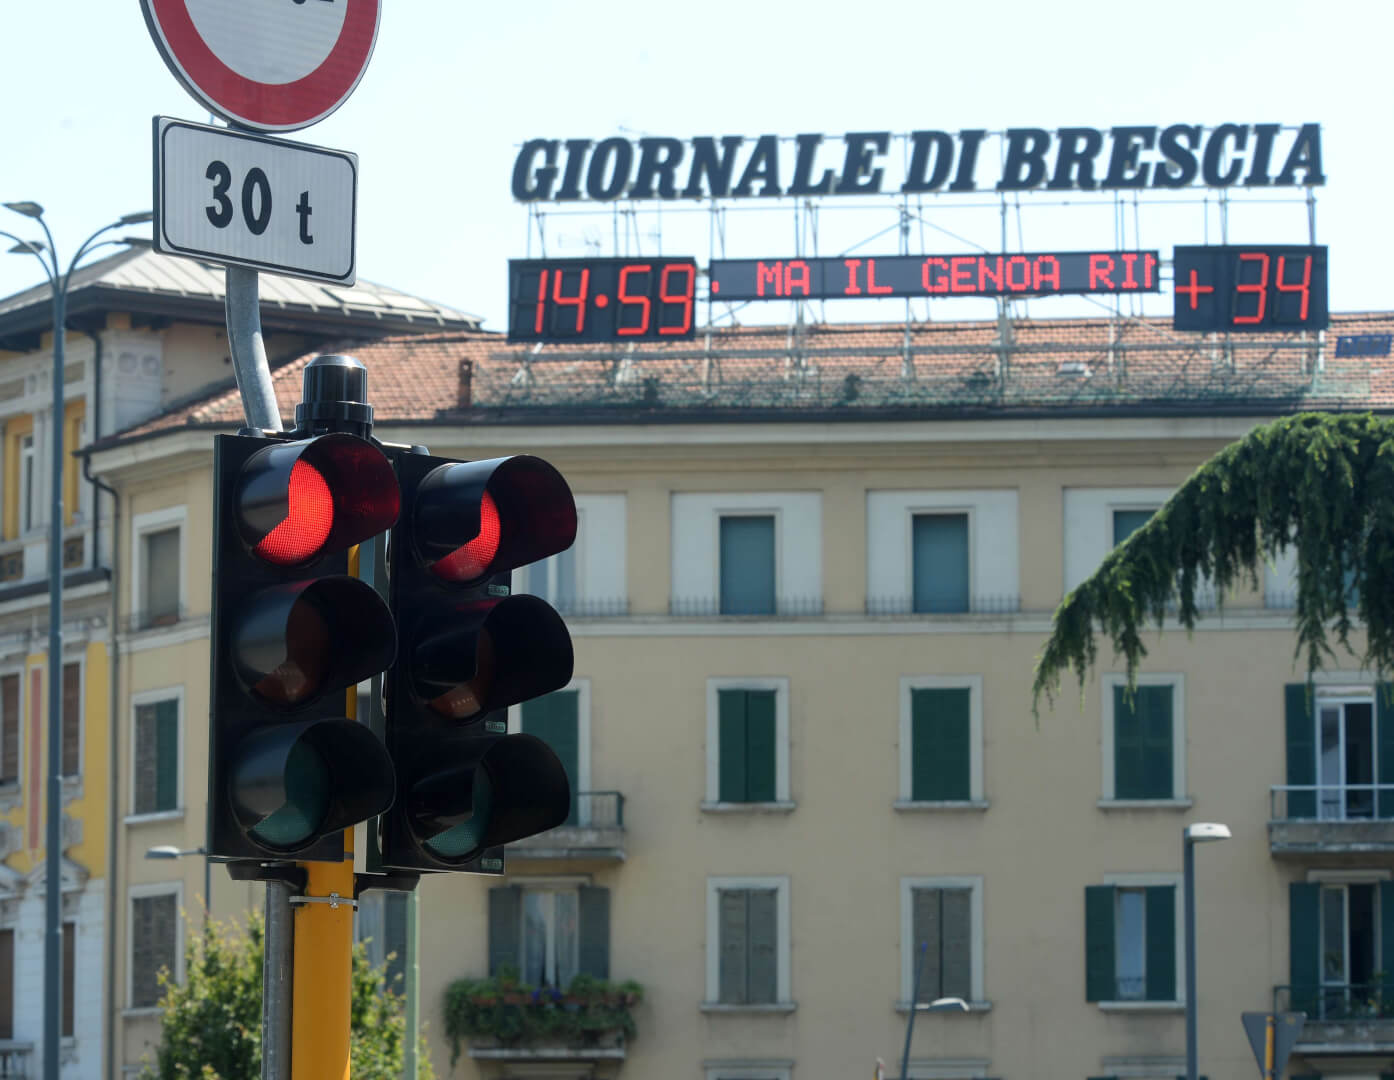 30 t
GIORNALE DI BRESCIA
14·59
. MA IL GENOA
+34